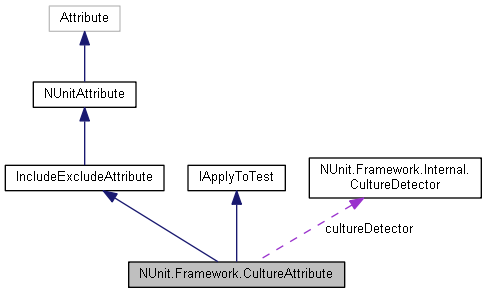 Attribute
NUnitAttribute
IncludeExcludeAttribute
IApplyToTest
NUnit.Framework.Internal.
CultureDetector
cultureDetector
NUnit.Framework.CultureAttribute